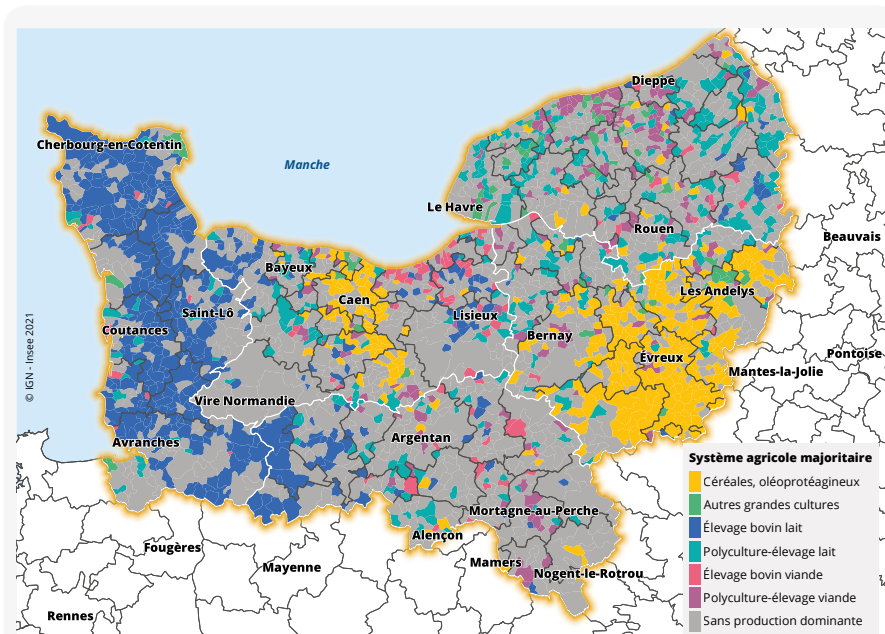 Dieppe
Cherbourg-en-Cotentin
Manche
Le Havre
Rouen
Beauvais
Bayeux
Les Andelys
Caen
Saint-Lô
Lisieux
Coutances
Bernay
Évreux
Pontoise
Mantes-la-Jolie
Vire Normandie
Avranches
Argentan
Mortagne-au-Perche
Alençon
Fougères
Mayenne
Mamers
Nogent-le-Rotrou
Rennes
© IGN - Insee 2021
Système agricole majoritaire
Céréales, oléoprotéagineux
Autres grandes cultures
Élevage bovin lait
Polyculture-élevage lait
Élevage bovin viande
Polyculture-élevage viande
Sans production dominante